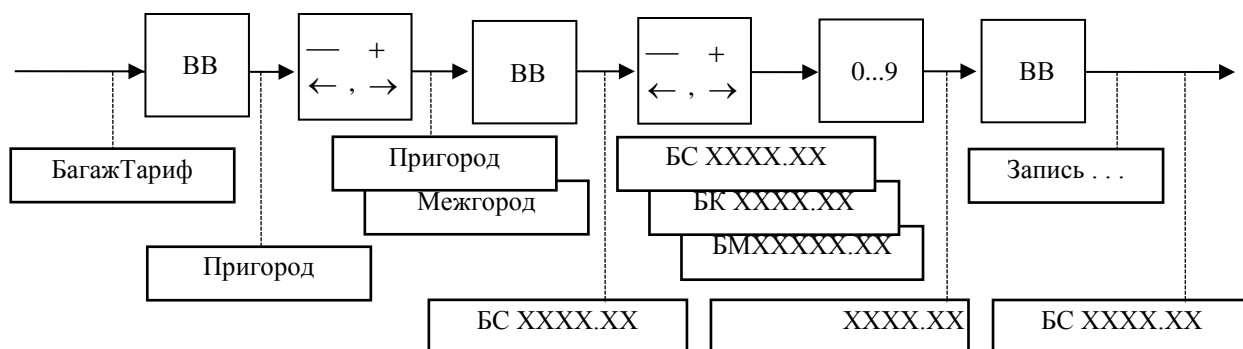 ВВ
— +
← , →
ВВ
— +
← , →
0...9
ВВ
БагажТариф
Пригород
Пригород
Межгород
БС ХХХХ.ХХ
БС ХХХХ.ХХ
БК ХХХХ.ХХ
БМХХХХХ.ХХ
ХХХХ.ХХ
Запись . . .
БС ХХХХ.ХХ